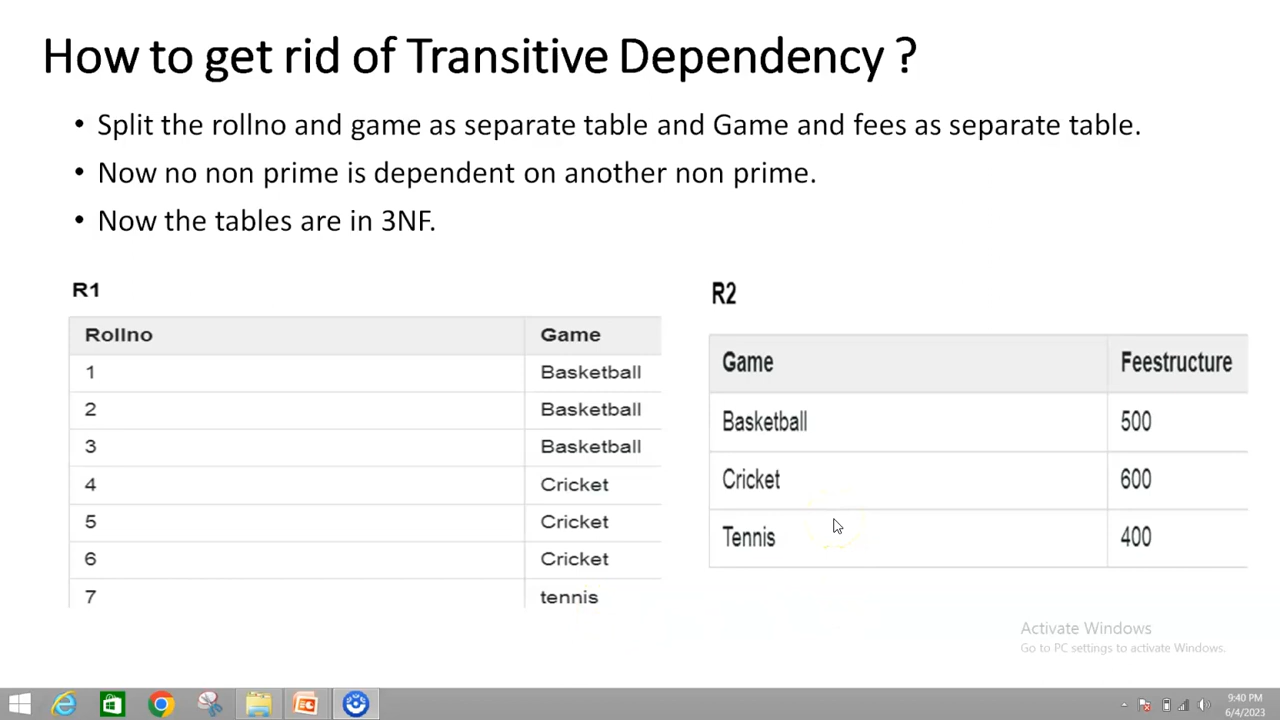 How to get rid of Transitive Dependency ?
• Split the rollno and game as separate table and Game and fees as separate table.
• Now no non prime is dependent on another non prime.
• Now the tables are in 3NF.
R1
Rollno Game
1 Basketball
2 Basketball
3 Basketball
4 Cricket
5 Cricket
6 Cricket
7 tennis
R2
Game Feestructure
Basketball 500
Cricket 600
Tennis 400
Activate Windows
Go to PC settings to activate Windows.
9:40 PM
6/4/2023